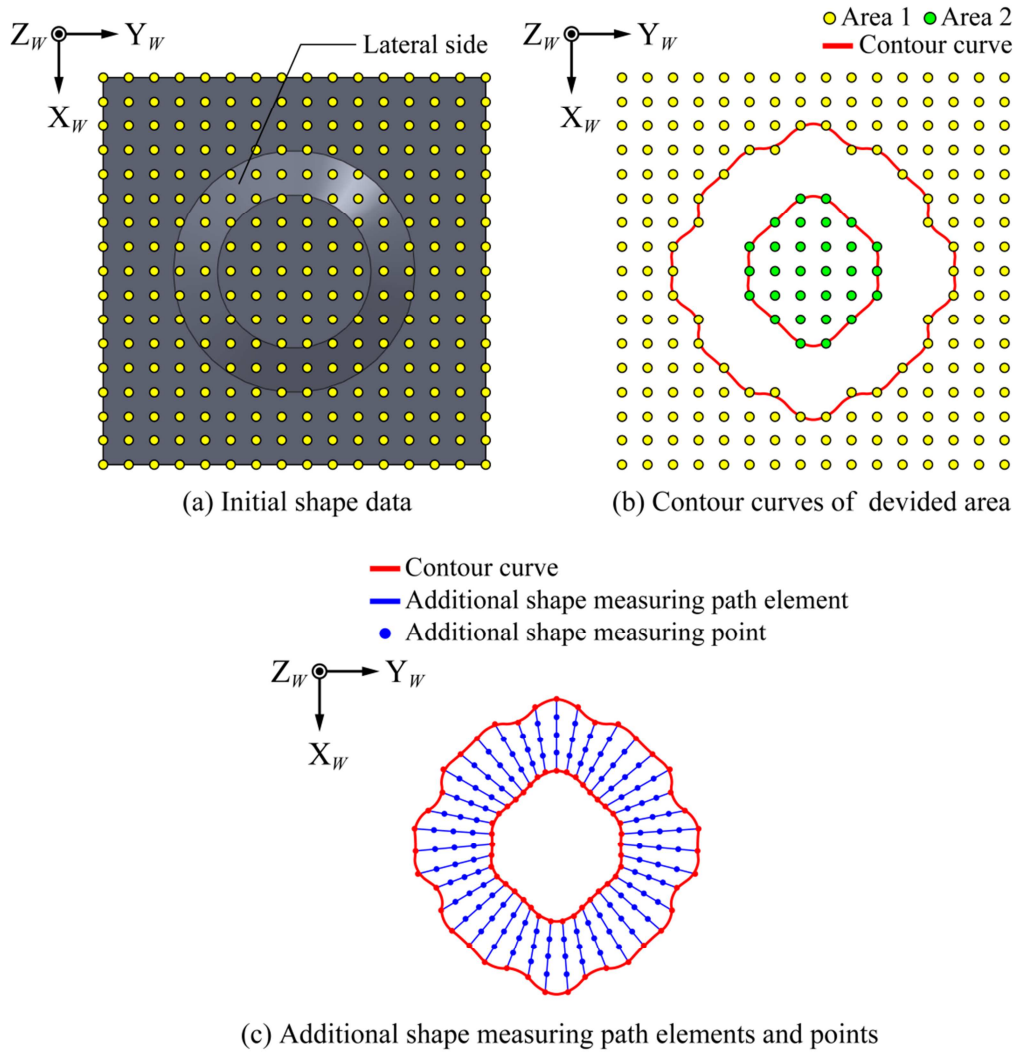 Z_W Y_W
X_W
Lateral side
(a) Initial shape data
Z_W Y_W
X_W
Area 1 Area 2
Contour curve
(b) Contour curves of devided area
Contour curve
Additional shape measuring path element
Additional shape measuring point
Z_W Y_W
X_W
(c) Additional shape measuring path elements and points